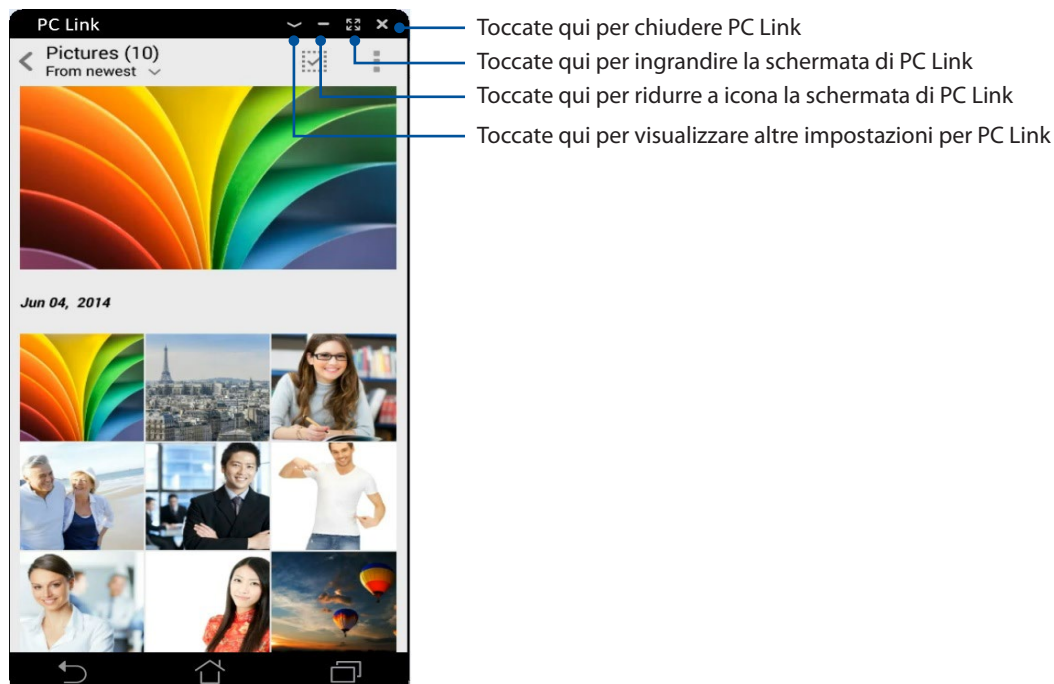 PC Link
Toccate qui per chiudere PC Link
Pictures (10)
From newest
Toccate qui per ingrandire la schermata di PC Link
Toccate qui per ridurre a icona la schermata di PC Link
Toccate qui per visualizzare altre impostazioni per PC Link
Jun 04, 2014